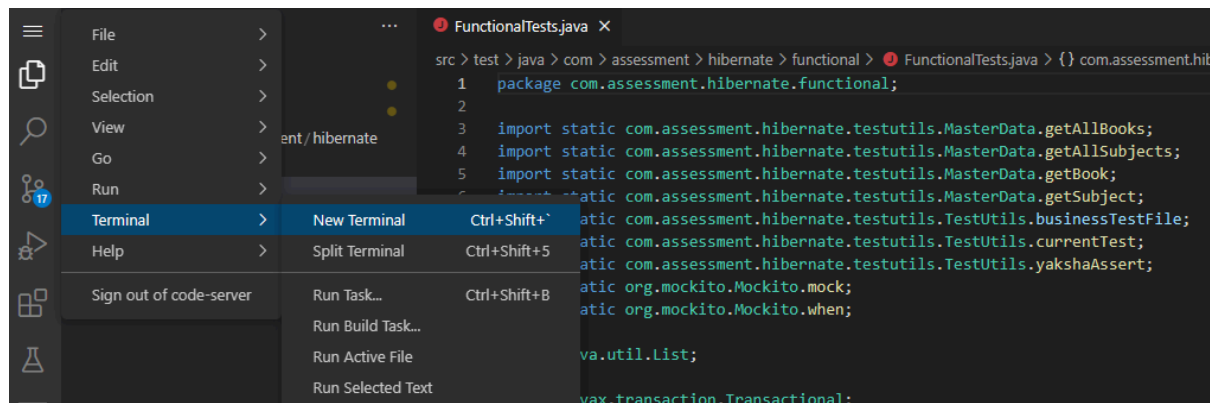 File
Edit
Selection
View
Go
Run
Terminal
Help
Sign out of code-server
New Terminal Ctrl+Shift+`
Split Terminal Ctrl+Shift+5
Run Task... Ctrl+Shift+B
Run Build Task...
Run Active File
Run Selected Text
...
ent/hibernate
17
FunctionalTests.java
src > test > java > com > assessment > hibernate > functional > FunctionalTests.java > {} com.assessment.hib
1 package com.assessment.hibernate.functional;
2
3 import static com.assessment.hibernate.testutils.MasterData.getAllBooks;
4 import static com.assessment.hibernate.testutils.MasterData.getAllSubjects;
5 import static com.assessment.hibernate.testutils.MasterData.getBook;
import static com.assessment.hibernate.testutils.MasterData.getSubject;
atic com.assessment.hibernate.testutils.TestUtils.businessTestFile;
atic com.assessment.hibernate.testutils.TestUtils.currentTest;
atic com.assessment.hibernate.testutils.TestUtils.yakshaAssert;
atic org.mockito.Mockito.mock;
atic org.mockito.Mockito.when;
va.util.List;
vax.transaction.Transactional;